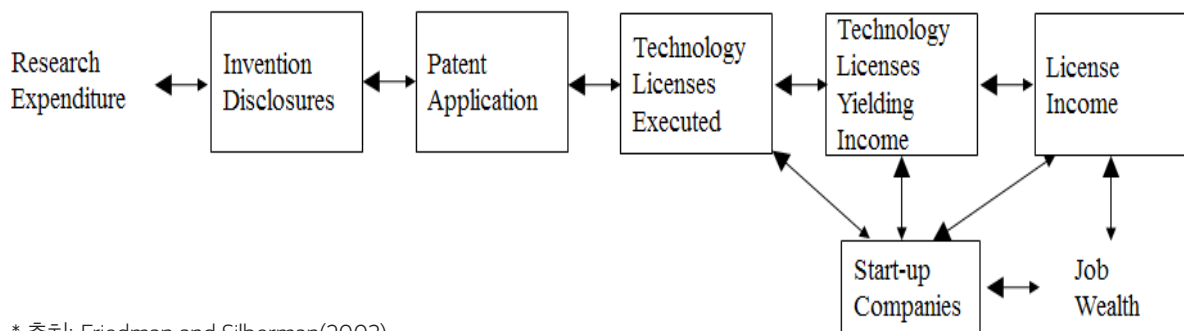 Research
Expenditure
Invention
Disclosures
Patent
Application
Technology
Licenses
Executed
Technology
Licenses
Yielding
Income
License
Income
Start-up
Companies
Job
Wealth
* 출처: Friedman and Silberman(2003)